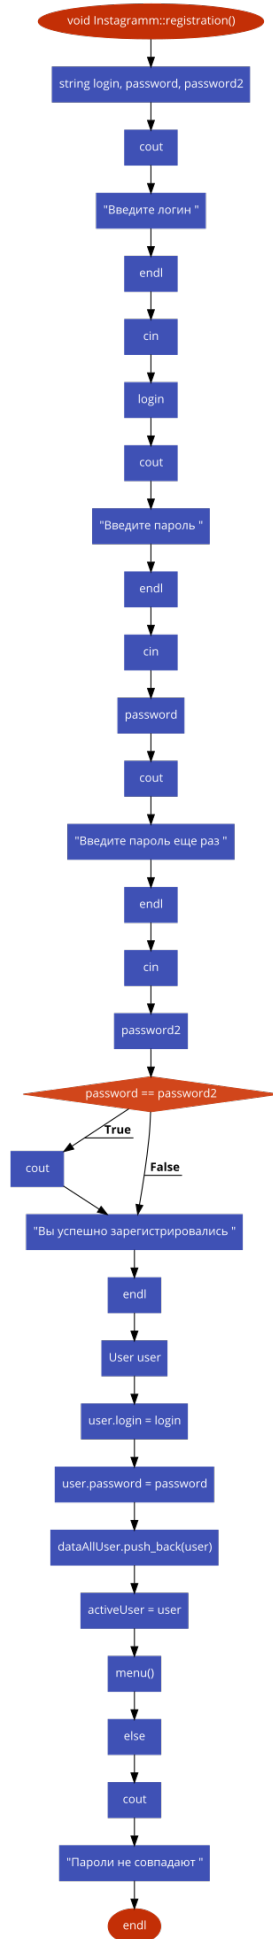 void Instagramm::registration()
string login, password, password2
cout
"Введите логин "
endl
cin
login
cout
"Введите пароль "
endl
cin
password
cout
"Введите пароль еще раз "
endl
cin
password2
password == password2
True
cout
False
"Вы успешно зарегистрировались "
endl
User user
user.login = login
user.password = password
dataAllUser.push_back(user)
activeUser = user
menu()
else
cout
"Пароли не совпадают "
endl